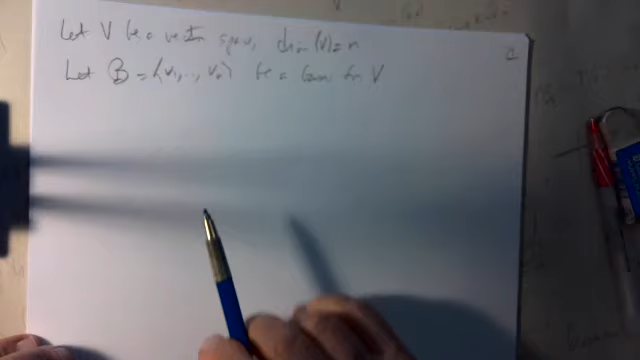 Let V be a vector space, dim(V)=n
Let B = {v1,..,vn} be a basis for V